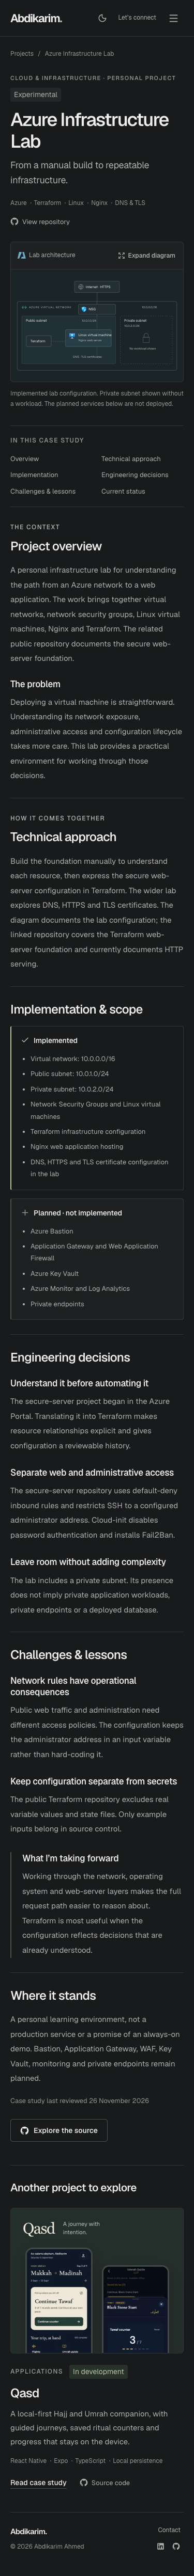 Abdikarim.
Let's connect
Projects / Azure Infrastructure Lab
CLOUD & INFRASTRUCTURE · PERSONAL PROJECT
Experimental
Azure Infrastructure
Lab
From a manual build to repeatable
infrastructure.
Azure · Terraform · Linux · Nginx · DNS & TLS
View repository
Lab architecture
Expand diagram
Internet
NSG
Public subnet
Private subnet
Terraform
Linux virtual machine
Implemented lab configuration. Private subnet shown without
a workload. The planned services below are not deployed.
IN THIS CASE STUDY
Overview
Technical approach
Implementation
Engineering decisions
Challenges & lessons
Current status
THE CONTEXT
Project overview
A personal infrastructure lab for understanding
the path from an Azure network to a web
application. The work brings together virtual
networks, network security groups, Linux virtual
machines, Nginx and Terraform. The related
public repository documents the secure web-
server foundation.
The problem
Deploying a virtual machine is straightforward.
Understanding its network exposure,
administrative access and configuration lifecycle
takes more care. This lab provides a practical
environment for working through those
decisions.
HOW IT COMES TOGETHER
Technical approach
Build the foundation manually to understand
each resource, then express the secure web-
server configuration in Terraform. The wider lab
explores DNS, HTTPS and TLS certificates. The
diagram documents the lab configuration; the
linked repository covers the Terraform web-
server foundation and currently documents HTTP
serving.
Implementation & scope
Implemented
• Virtual network: 10.0.0.0/16
• Public subnet: 10.0.1.0/24
• Private subnet: 10.0.2.0/24
• Network Security Groups and Linux virtual
machines
• Terraform infrastructure configuration
• Nginx web application hosting
• DNS, HTTPS and TLS certificate configuration
in the lab
Planned · not implemented
• Azure Bastion
• Application Gateway and Web Application
Firewall
• Azure Key Vault
• Azure Monitor and Log Analytics
• Private endpoints
Engineering decisions
Understand it before automating it
The secure-server project began in the Azure
Portal. Translating it into Terraform makes
resource relationships explicit and gives
configuration a reviewable history.
Separate web and administrative access
The secure-server repository uses default-deny
inbound rules and restricts SSH to a configured
administrator address. Cloud-init disables
password authentication and installs Fail2Ban.
Leave room without adding complexity
The lab includes a private subnet. Its presence
does not imply private application workloads,
private endpoints or a deployed database.
Challenges & lessons
Network rules have operational
consequences
Public web traffic and administration need
different access policies. The configuration keeps
the administrator address in an input variable
rather than hard-coding it.
Keep configuration separate from secrets
The public Terraform repository excludes real
variable values and state files. Only example
inputs belong in source control.
What I'm taking forward
Working through the network, operating
system and web-server layers makes the full
request path easier to reason about.
Terraform is most useful when the
configuration reflects decisions that are
already understood.
Where it stands
A personal learning environment, not a
production service or a promise of an always-on
demo. Bastion, Application Gateway, WAF, Key
Vault, monitoring and private endpoints remain
planned.
Case study last reviewed 26 November 2026
Explore the source
Another project to explore
Qasd
A journey with
intention.
Makkah → Madinah
Continue Tawaf
3
APPLICATIONS
In development
Qasd
A local-first Hajj and Umrah companion, with
guided journeys, saved ritual counters and
progress that stays on the device.
React Native · Expo · TypeScript · Local persistence
Read case study
Source code
Abdikarim.
Contact
© 2026 Abdikarim Ahmed